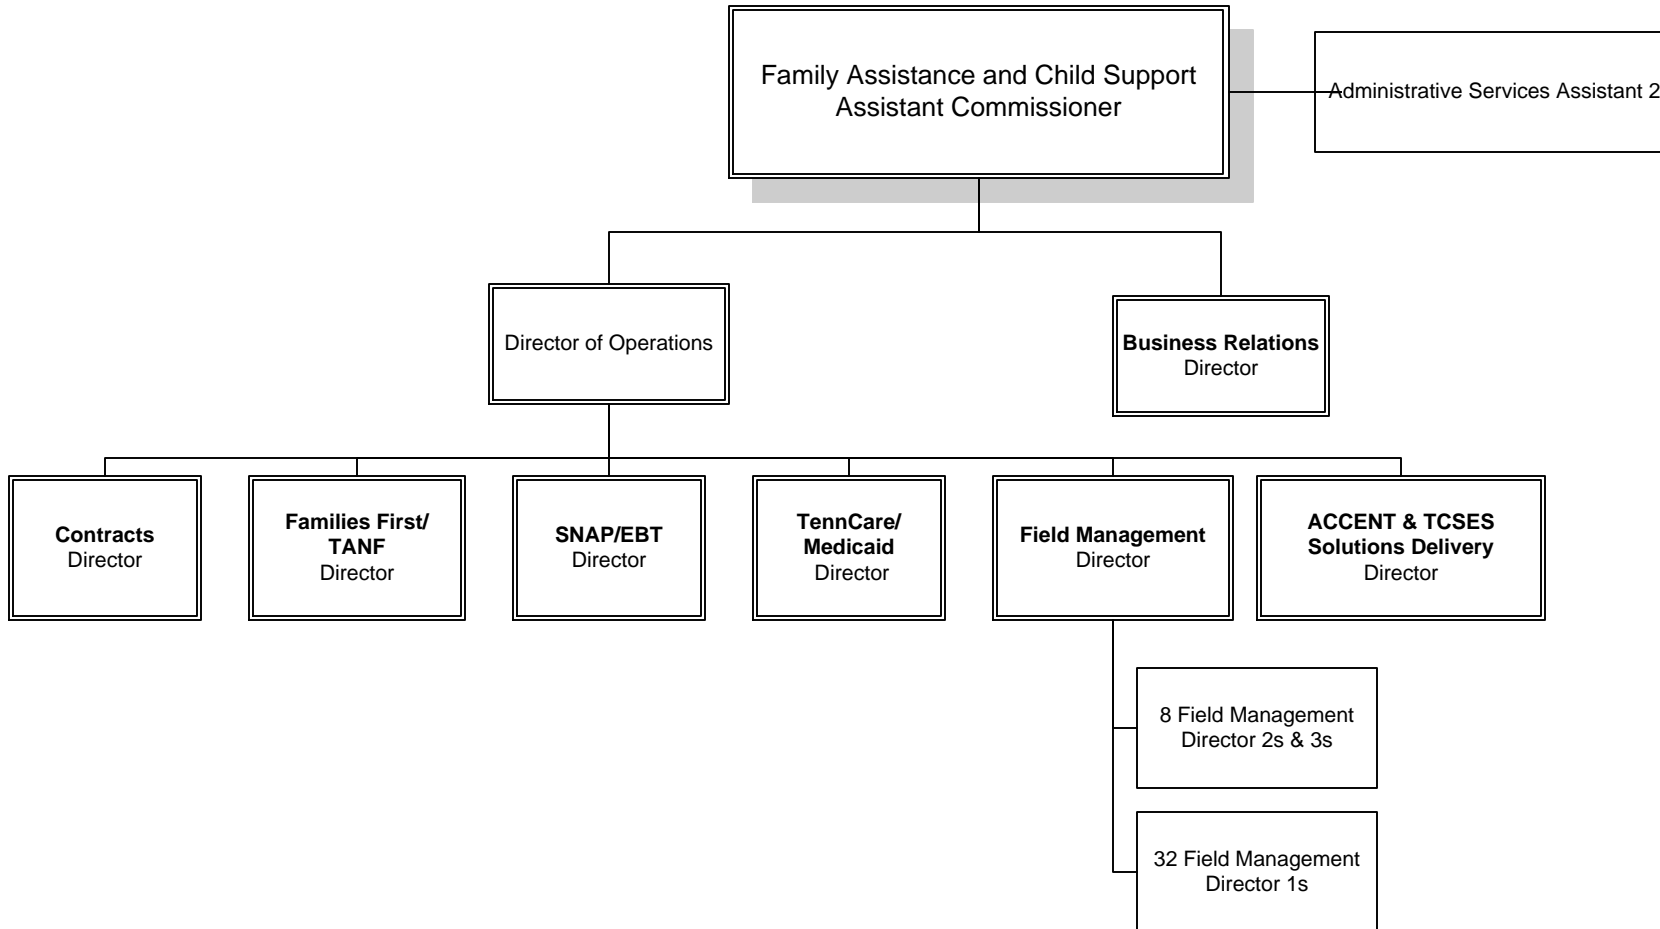 Family Assistance and Child Support
Assistant Commissioner
Administrative Services Assistant 2
Director of Operations
Business Relations
Director
Contracts
Director
Families First/
TANF
Director
SNAP/EBT
Director
TennCare/
Medicaid
Director
Field Management
Director
ACCENT & TCSES
Solutions Delivery
Director
8 Field Management
Director 2s & 3s
32 Field Management
Director 1s